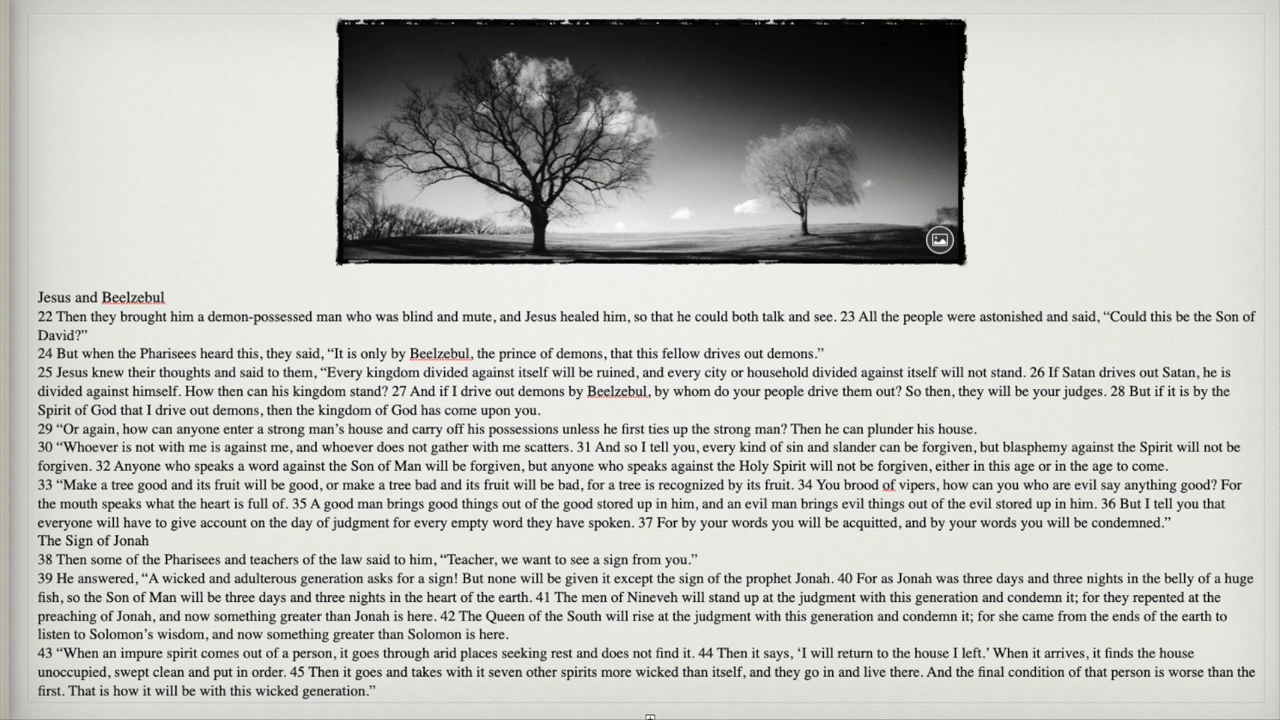 Jesus and Beelzebul
22 Then they brought him a demon-possessed man who was blind and mute, and Jesus healed him, so that he could both talk and see. 23 All the people were astonished and said, “Could this be the Son of
David?”
24 But when the Pharisees heard this, they said, “It is only by Beelzebul, the prince of demons, that this fellow drives out demons.”
25 Jesus knew their thoughts and said to them, “Every kingdom divided against itself will be ruined, and every city or household divided against itself will not stand. 26 If Satan drives out Satan, he is
divided against himself. How then can his kingdom stand? 27 And if I drive out demons by Beelzebul, by whom do your people drive them out? So then, they will be your judges. 28 But if it is by the
Spirit of God that I drive out demons, then the kingdom of God has come upon you.
29 “Or again, how can anyone enter a strong man’s house and carry off his possessions unless he first ties up the strong man? Then he can plunder his house.
30 “Whoever is not with me is against me, and whoever does not gather with me scatters. 31 And so I tell you, every kind of sin and slander can be forgiven, but blasphemy against the Spirit will not be
forgiven. 32 Anyone who speaks a word against the Son of Man will be forgiven, but anyone who speaks against the Holy Spirit will not be forgiven, either in this age or in the age to come.
33 “Make a tree good and its fruit will be good, or make a tree bad and its fruit will be bad, for a tree is recognized by its fruit. 34 You brood of vipers, how can you who are evil say anything good? For
the mouth speaks what the heart is full of. 35 A good man brings good things out of the good stored up in him, and an evil man brings evil things out of the evil stored up in him. 36 But I tell you that
everyone will have to give account on the day of judgment for every empty word they have spoken. 37 For by your words you will be acquitted, and by your words you will be condemned.”
The Sign of Jonah
38 Then some of the Pharisees and teachers of the law said to him, “Teacher, we want to see a sign from you.”
39 He answered, “A wicked and adulterous generation asks for a sign! But none will be given it except the sign of the prophet Jonah. 40 For as Jonah was three days and three nights in the belly of a huge
fish, so the Son of Man will be three days and three nights in the heart of the earth. 41 The men of Nineveh will stand up at the judgment with this generation and condemn it; for they repented at the
preaching of Jonah, and now something greater than Jonah is here. 42 The Queen of the South will rise at the judgment with this generation and condemn it; for she came from the ends of the earth to
listen to Solomon’s wisdom, and now something greater than Solomon is here.
43 “When an impure spirit comes out of a person, it goes through arid places seeking rest and does not find it. 44 Then it says, ‘I will return to the house I left.’ When it arrives, it finds the house
unoccupied, swept clean and put in order. 45 Then it goes and takes with it seven other spirits more wicked than itself, and they go in and live there. And the final condition of that person is worse than the
first. That is how it will be with this wicked generation.”